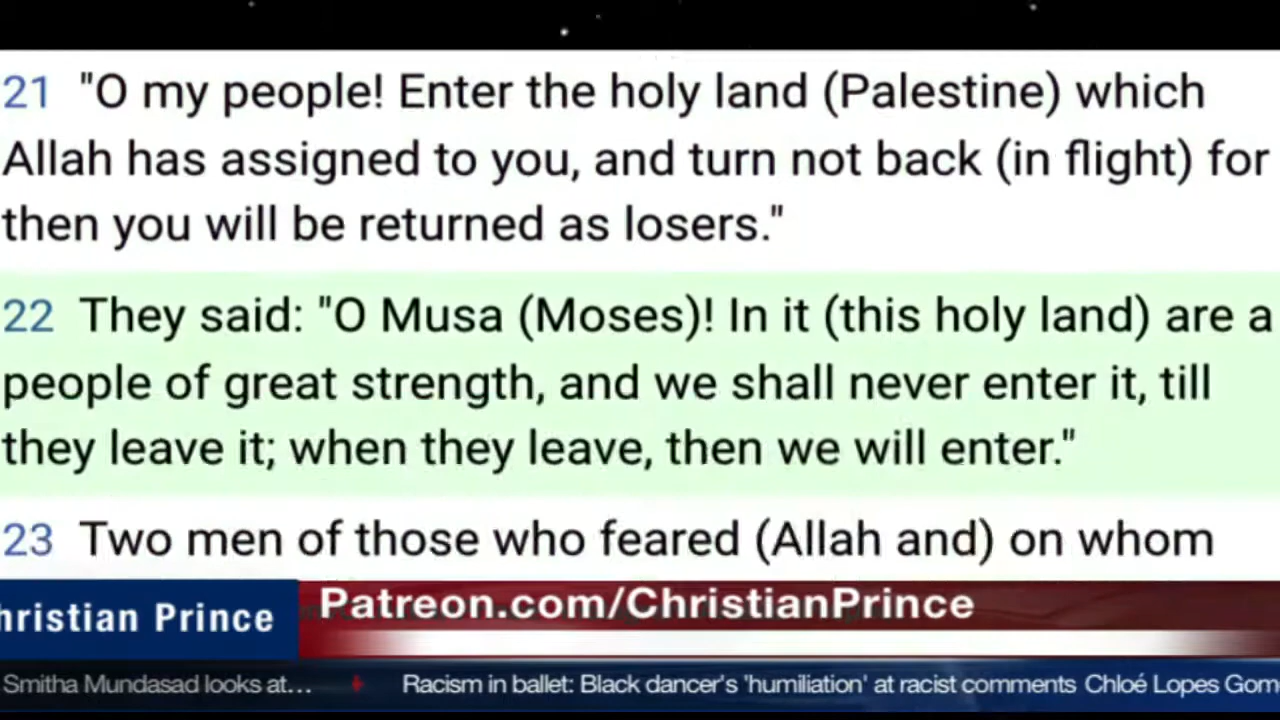 21 "O my people! Enter the holy land (Palestine) which
Allah has assigned to you, and turn not back (in flight) for
then you will be returned as losers."
22 They said: "O Musa (Moses)! In it (this holy land) are a
people of great strength, and we shall never enter it, till
they leave it; when they leave, then we will enter."
23 Two men of those who feared (Allah and) on whom
hristian Prince
Patreon.com/ChristianPrince
Smitha Mundasad looks at... Racism in ballet: Black dancer's 'humiliation' at racist comments Chloé Lopes Gom